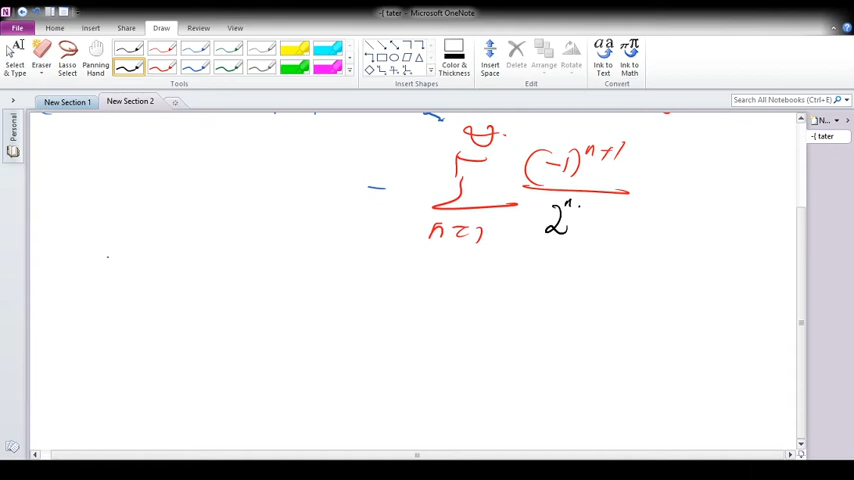 -{ tater - Microsoft OneNote
File Home Insert Share Draw Review View
Select & Type Eraser Lasso Select Panning Hand Color & Thickness Insert Space Delete Arrange Rotate Ink to Text Ink to Math
Tools Insert Shapes Edit Convert
New Section 1 New Section 2 Search All Notebooks (Ctrl+E)
Personal
N...
-{ tater
(-1)^{n+1}
2^n